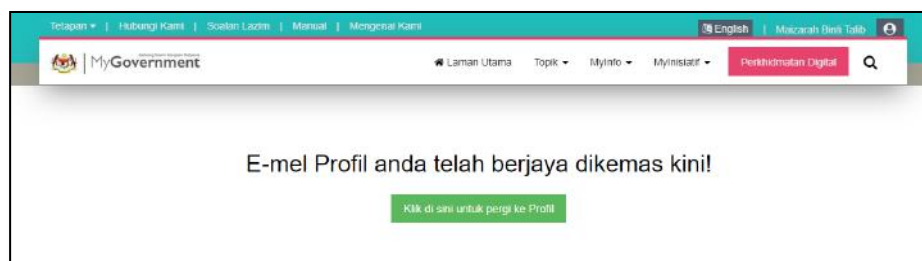 Tetapan | Hubungi Kami | Soalan Lazim | Manual | Mengenai Kami English | Maizarah Binti Talib
MyGovernment Laman Utama Topik MyInfo MyInisiatif Perkhidmatan Digital
E-mel Profil anda telah berjaya dikemas kini!
Klik di sini untuk pergi ke Profil